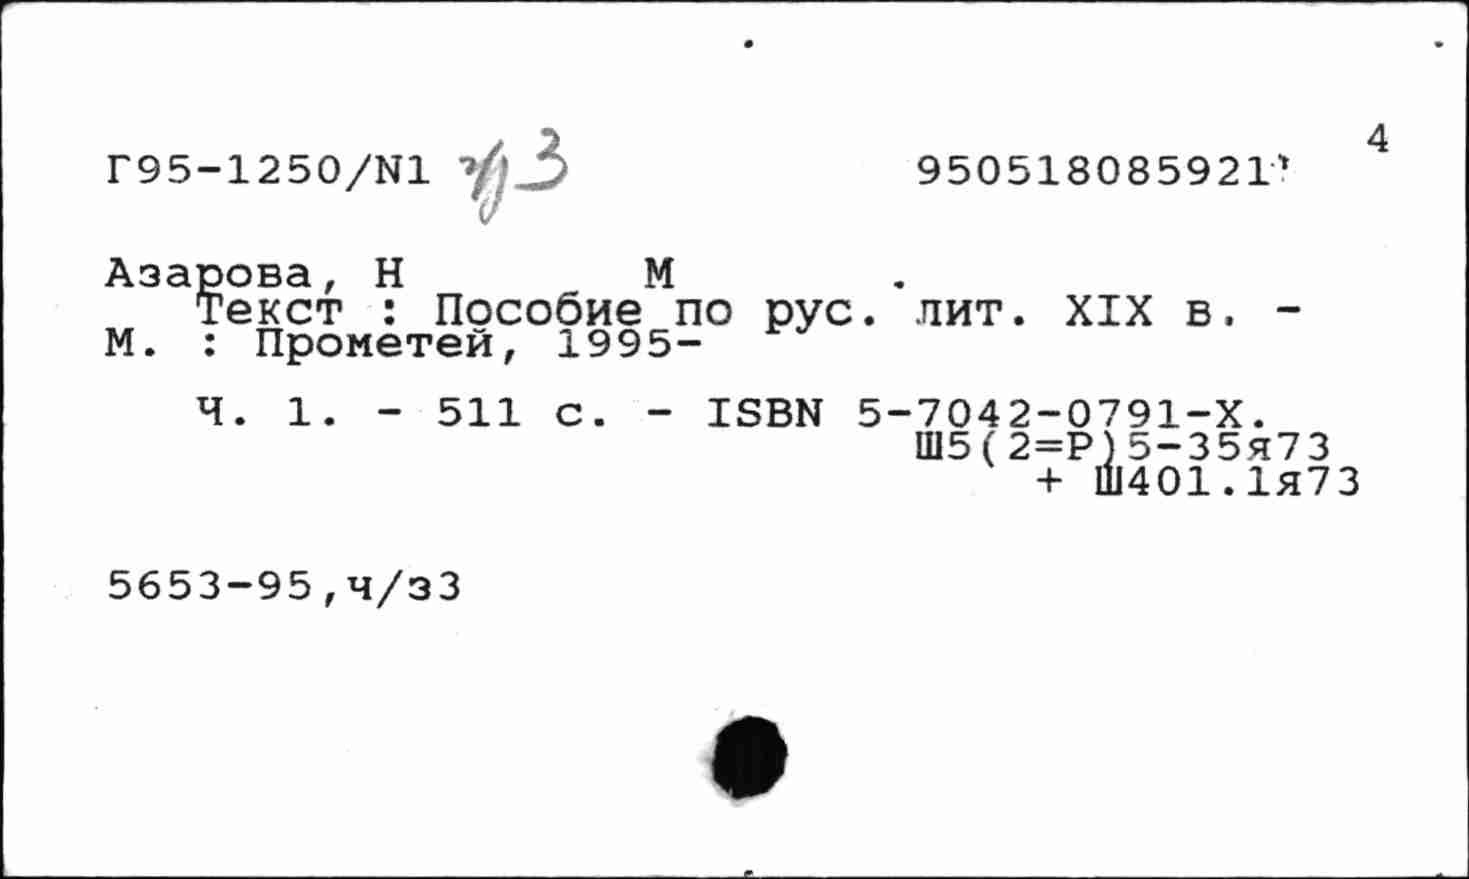 4
Г95-1250/N1 ч/з 3 950518085921
Азарова, Н М .
Текст : Пособие по рус. лит. XIX в. -
М. : Прометей, 1995-
Ч. 1. - 511 с. - ISBN 5-7042-0791-X.
Ш5(2=Р)5-35я73
+ Ш401.1я73
5653-95,ч/з3